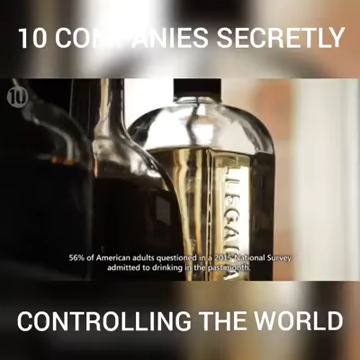 10 COMPANIES SECRETLY
10
56% of American adults questioned in a 2015 National Survey
admitted to drinking in the past month.
CONTROLLING THE WORLD